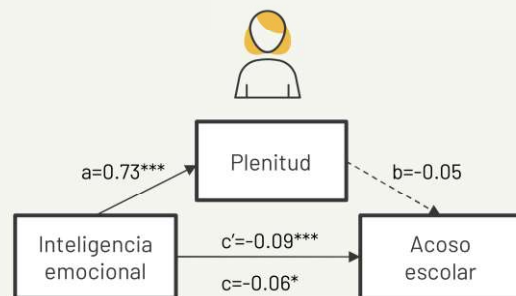 Plenitud
a=0.73***
b=-0.05
Inteligencia
emocional
c’=-0.09***
c=-0.06*
Acoso
escolar